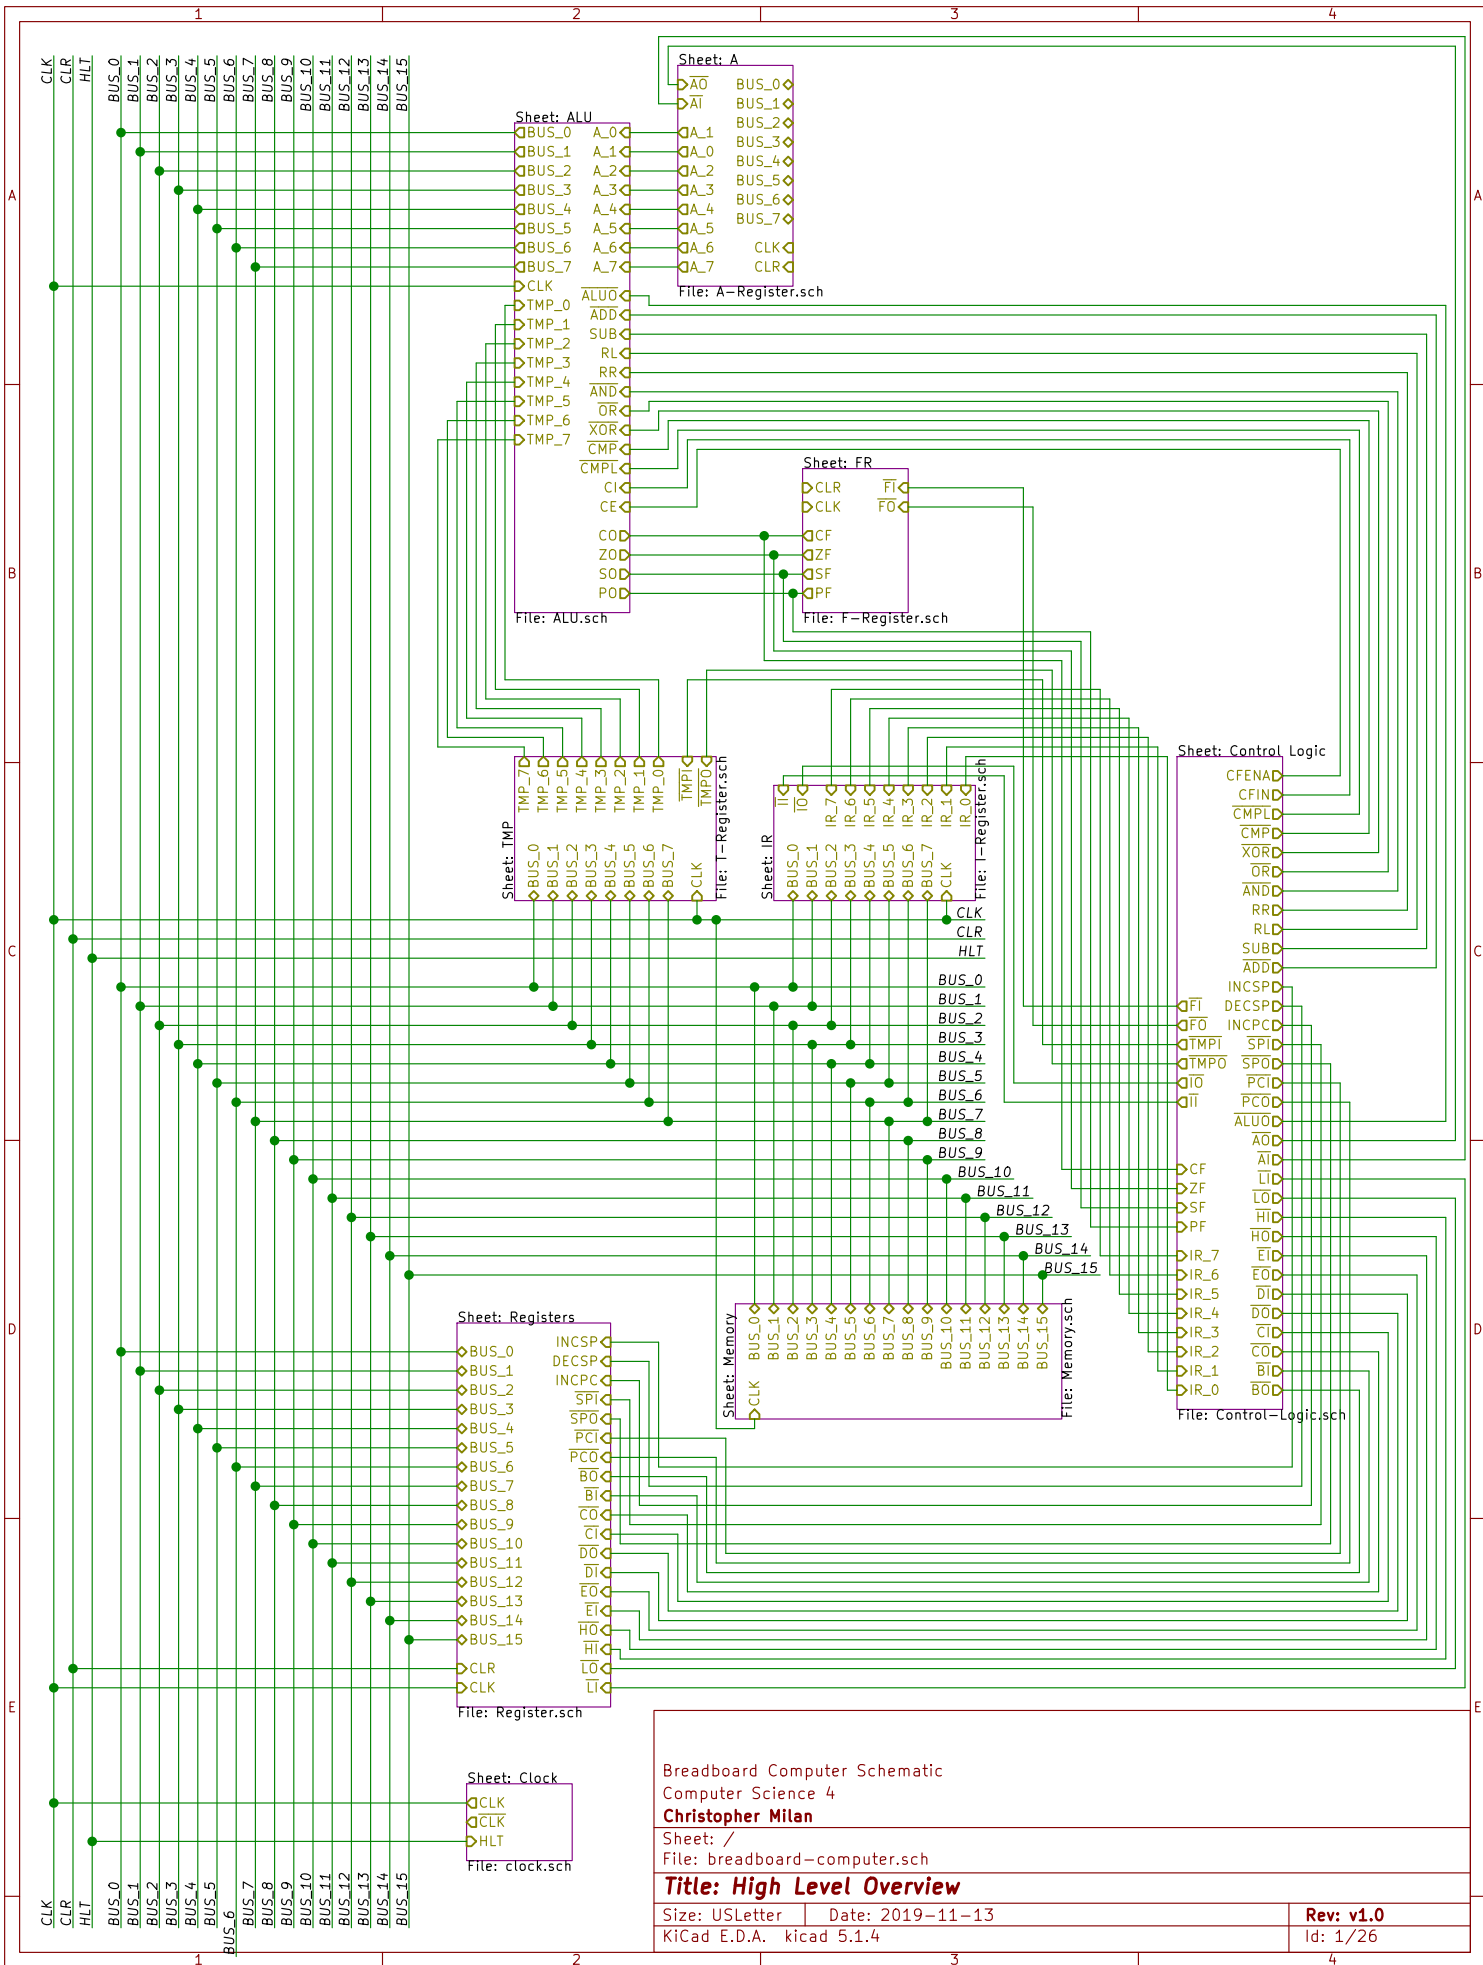 1 2 3 4
A
B
C
D
E
A
B
C
D
E
1 2 3 4
CLK
CLR
HLT
BUS_0
BUS_1
BUS_2
BUS_3
BUS_4
BUS_5
BUS_6
BUS_7
BUS_8
BUS_9
BUS_10
BUS_11
BUS_12
BUS_13
BUS_14
BUS_15
Sheet: A
AO BUS_0
AI BUS_1
BUS_2
A_1 BUS_3
A_0 BUS_4
A_2 BUS_5
A_3 BUS_6
A_4 BUS_7
A_5
A_6 CLK
A_7 CLR
File: A-Register.sch
Sheet: ALU
BUS_0 A_0
BUS_1 A_1
BUS_2 A_2
BUS_3 A_3
BUS_4 A_4
BUS_5 A_5
BUS_6 A_6
BUS_7 A_7
CLK
TMP_0 ALUO
TMP_1 ADD
TMP_2 SUB
TMP_3 RL
TMP_4 RR
TMP_5 AND
TMP_6 OR
TMP_7 XOR
CMP
CMPL
CI
CE
CO
ZO
SO
PO
File: ALU.sch
Sheet: FR
CLR FI
CLK FO
CF
ZF
SF
PF
File: F-Register.sch
Sheet: TMP
TMP_7
TMP_6
TMP_5
TMP_4
TMP_3
TMP_2
TMP_1
TMP_0
TMPI
TMPO
BUS_0
BUS_1
BUS_2
BUS_3
BUS_4
BUS_5
BUS_6
BUS_7
CLK
File: T-Register.sch
Sheet: IR
II
IO
IR_7
IR_6
IR_5
IR_4
IR_3
IR_2
IR_1
IR_0
BUS_0
BUS_1
BUS_2
BUS_3
BUS_4
BUS_5
BUS_6
BUS_7
CLK
File: I-Register.sch
CLK
CLR
HLT
BUS_0
BUS_1
BUS_2
BUS_3
BUS_4
BUS_5
BUS_6
BUS_7
BUS_8
BUS_9
BUS_10
BUS_11
BUS_12
BUS_13
BUS_14
BUS_15
Sheet: Control Logic
CFENA
CFIN
CMPL
CMP
XOR
OR
AND
RR
RL
SUB
ADD
INCSP
FI DECSP
FO INCPC
TMPI SPI
TMPO SPO
IO PCI
II PCO
ALUO
AO
AI
CF LI
ZF LO
SF HI
PF HO
IR_7 EI
IR_6 EO
IR_5 DI
IR_4 DO
IR_3 CI
IR_2 CO
IR_1 BI
IR_0 BO
File: Control-Logic.sch
Sheet: Memory
BUS_0
BUS_1
BUS_2
BUS_3
BUS_4
BUS_5
BUS_6
BUS_7
BUS_8
BUS_9
BUS_10
BUS_11
BUS_12
BUS_13
BUS_14
BUS_15
CLK
File: Memory.sch
Sheet: Registers
BUS_0 INCSP
BUS_1 DECSP
BUS_2 INCPC
BUS_3 SPI
BUS_4 SPO
BUS_5 PCI
BUS_6 PCO
BUS_7 BO
BUS_8 BI
BUS_9 CO
BUS_10 CI
BUS_11 DO
BUS_12 DI
BUS_13 EO
BUS_14 EI
BUS_15 HO
HI
CLR LO
CLK LI
File: Register.sch
Sheet: Clock
CLK
CLK
HLT
File: clock.sch
CLK
CLR
HLT
BUS_0
BUS_1
BUS_2
BUS_3
BUS_4
BUS_5
BUS_6
BUS_7
BUS_8
BUS_9
BUS_10
BUS_11
BUS_12
BUS_13
BUS_14
BUS_15
Breadboard Computer Schematic
Computer Science 4
Christopher Milan
Sheet: /
File: breadboard-computer.sch
Title: High Level Overview
Size: USLetter Date: 2019-11-13 Rev: v1.0
KiCad E.D.A. kicad 5.1.4 Id: 1/26